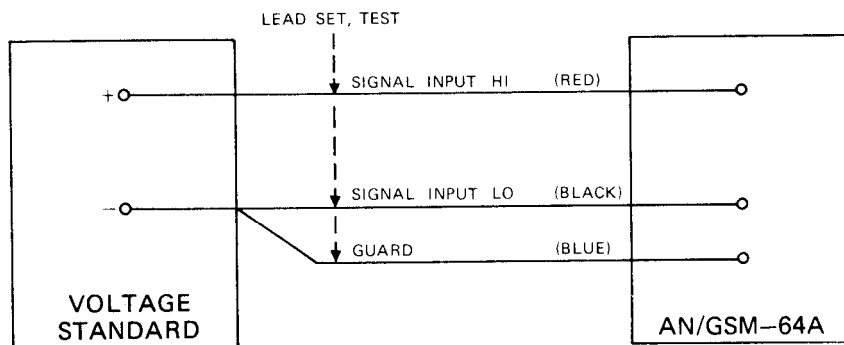 LEAD SET, TEST
SIGNAL INPUT HI (RED)
+
SIGNAL INPUT LO (BLACK)
−
GUARD (BLUE)
VOLTAGE
STANDARD
AN/GSM–64A